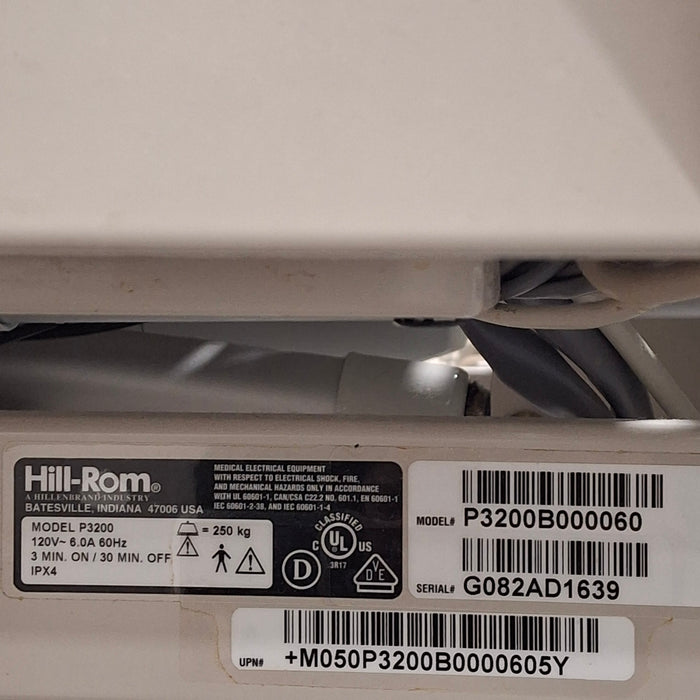 Hill-Rom®
A HILLENBRAND INDUSTRY
BATESVILLE, INDIANA 47006 USA
MEDICAL ELECTRICAL EQUIPMENT
WITH RESPECT TO ELECTRICAL SHOCK, FIRE,
AND MECHANICAL HAZARDS ONLY IN ACCORDANCE
WITH UL 60601-1, CAN/CSA C22.2 NO. 601.1, EN 60601-1
IEC 60601-2-38, AND IEC 60601-1-4
MODEL P3200
120V~ 6.0A 60Hz
3 MIN. ON / 30 MIN. OFF
IPX4
= 250 kg
D
CLASSIFIED
C UL US
3R17
DVE
MODEL# P3200B000060
SERIAL# G082AD1639
UPN# +M050P3200B0000605Y